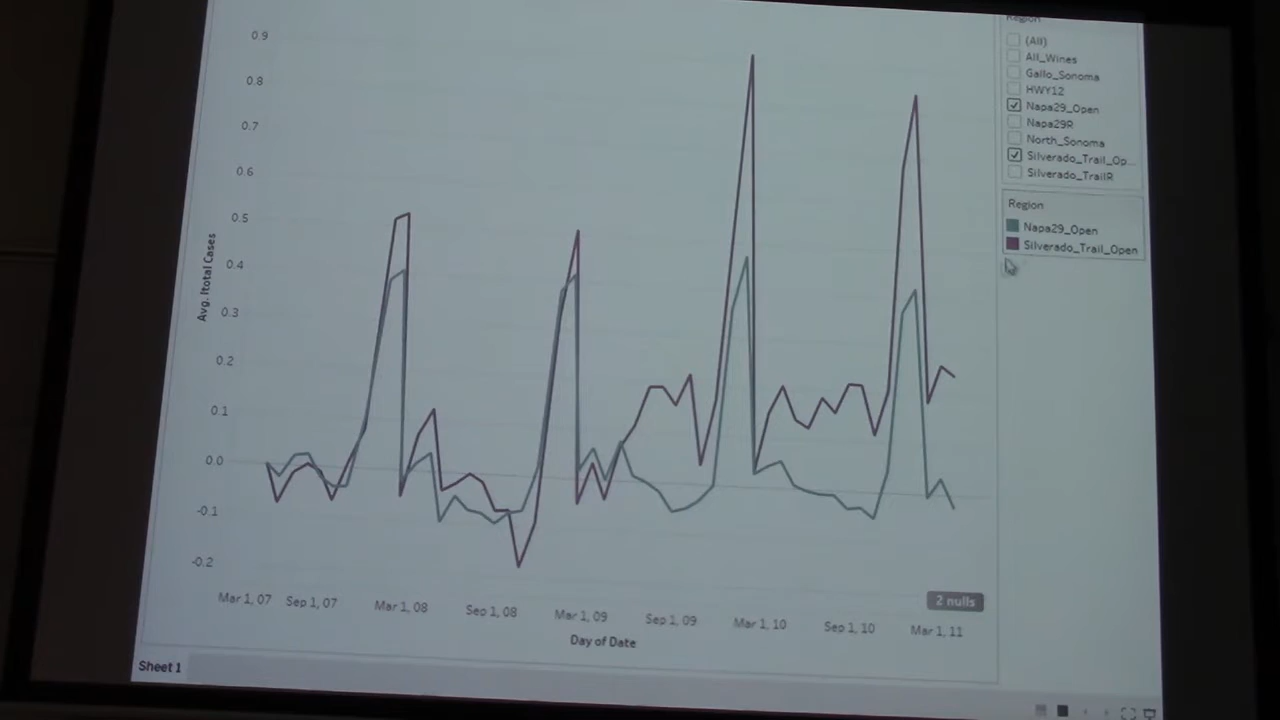 Region
(All)
All_Wines
Gallo_Sonoma
HWY12
Napa29_Open
Napa29R
North_Sonoma
Silverado_Trail_Op...
Silverado_TrailR
Region
Napa29_Open
Silverado_Trail_Open
0.9
0.8
0.7
0.6
0.5
0.4
0.3
0.2
0.1
0.0
-0.1
-0.2
Avg. Itotal Cases
Mar 1, 07 Sep 1, 07 Mar 1, 08 Sep 1, 08 Mar 1, 09 Sep 1, 09 Mar 1, 10 Sep 1, 10 Mar 1, 11
2 nulls
Day of Date
Sheet 1